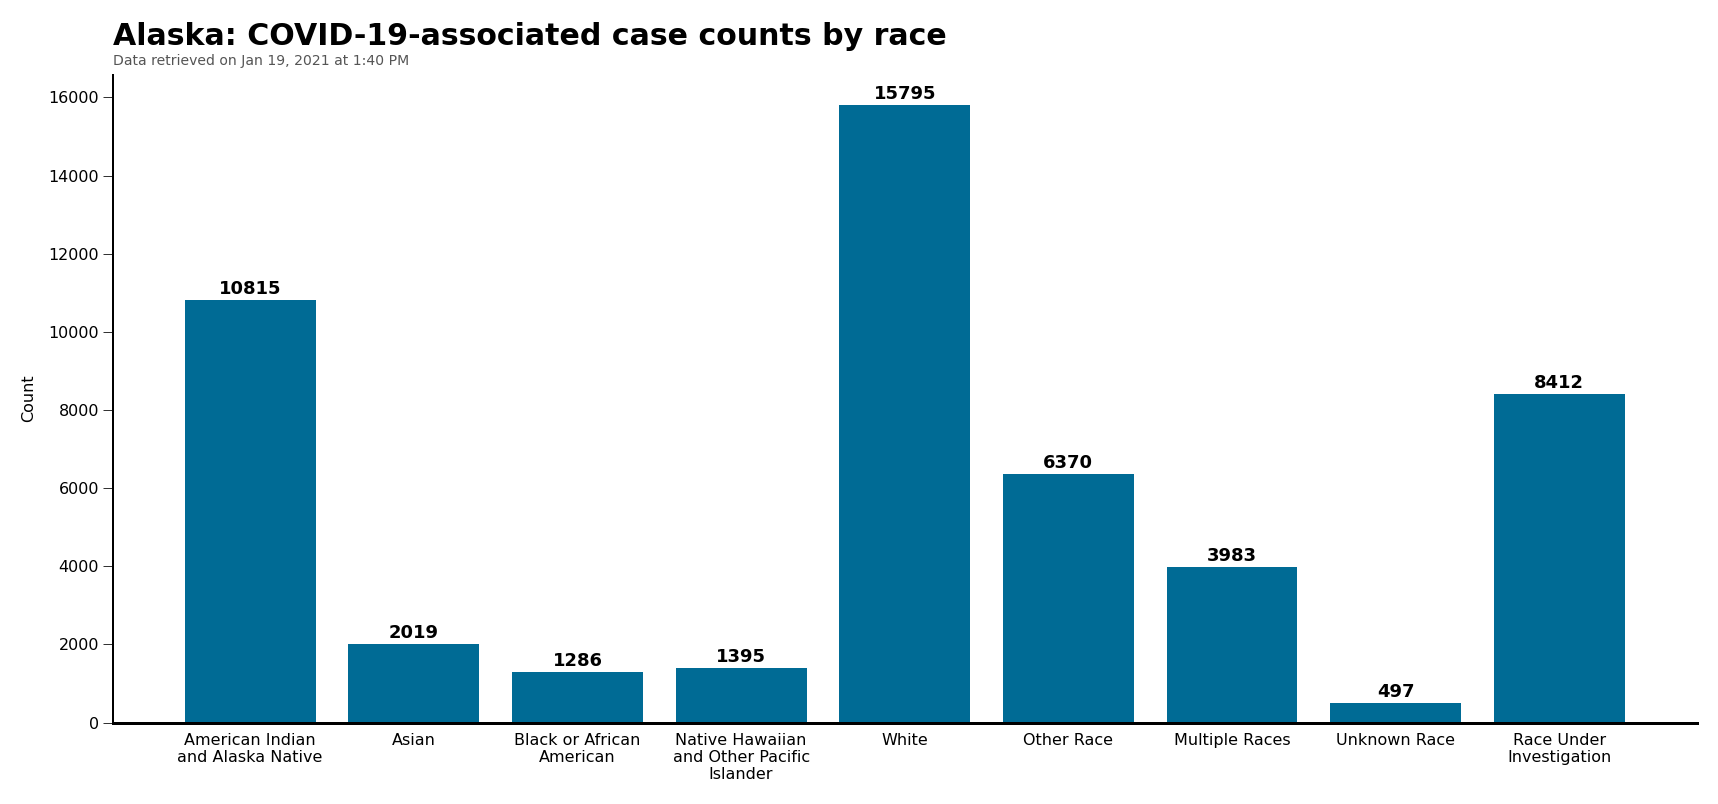 Alaska: COVID-19-associated case counts by race
Data retrieved on Jan 19, 2021 at 1:40 PM
Count
16000
14000
12000
10000
8000
6000
4000
2000
0
10815
2019
1286
1395
15795
6370
3983
497
8412
American Indian
and Alaska Native
Asian
Black or African
American
Native Hawaiian
and Other Pacific
Islander
White
Other Race
Multiple Races
Unknown Race
Race Under
Investigation